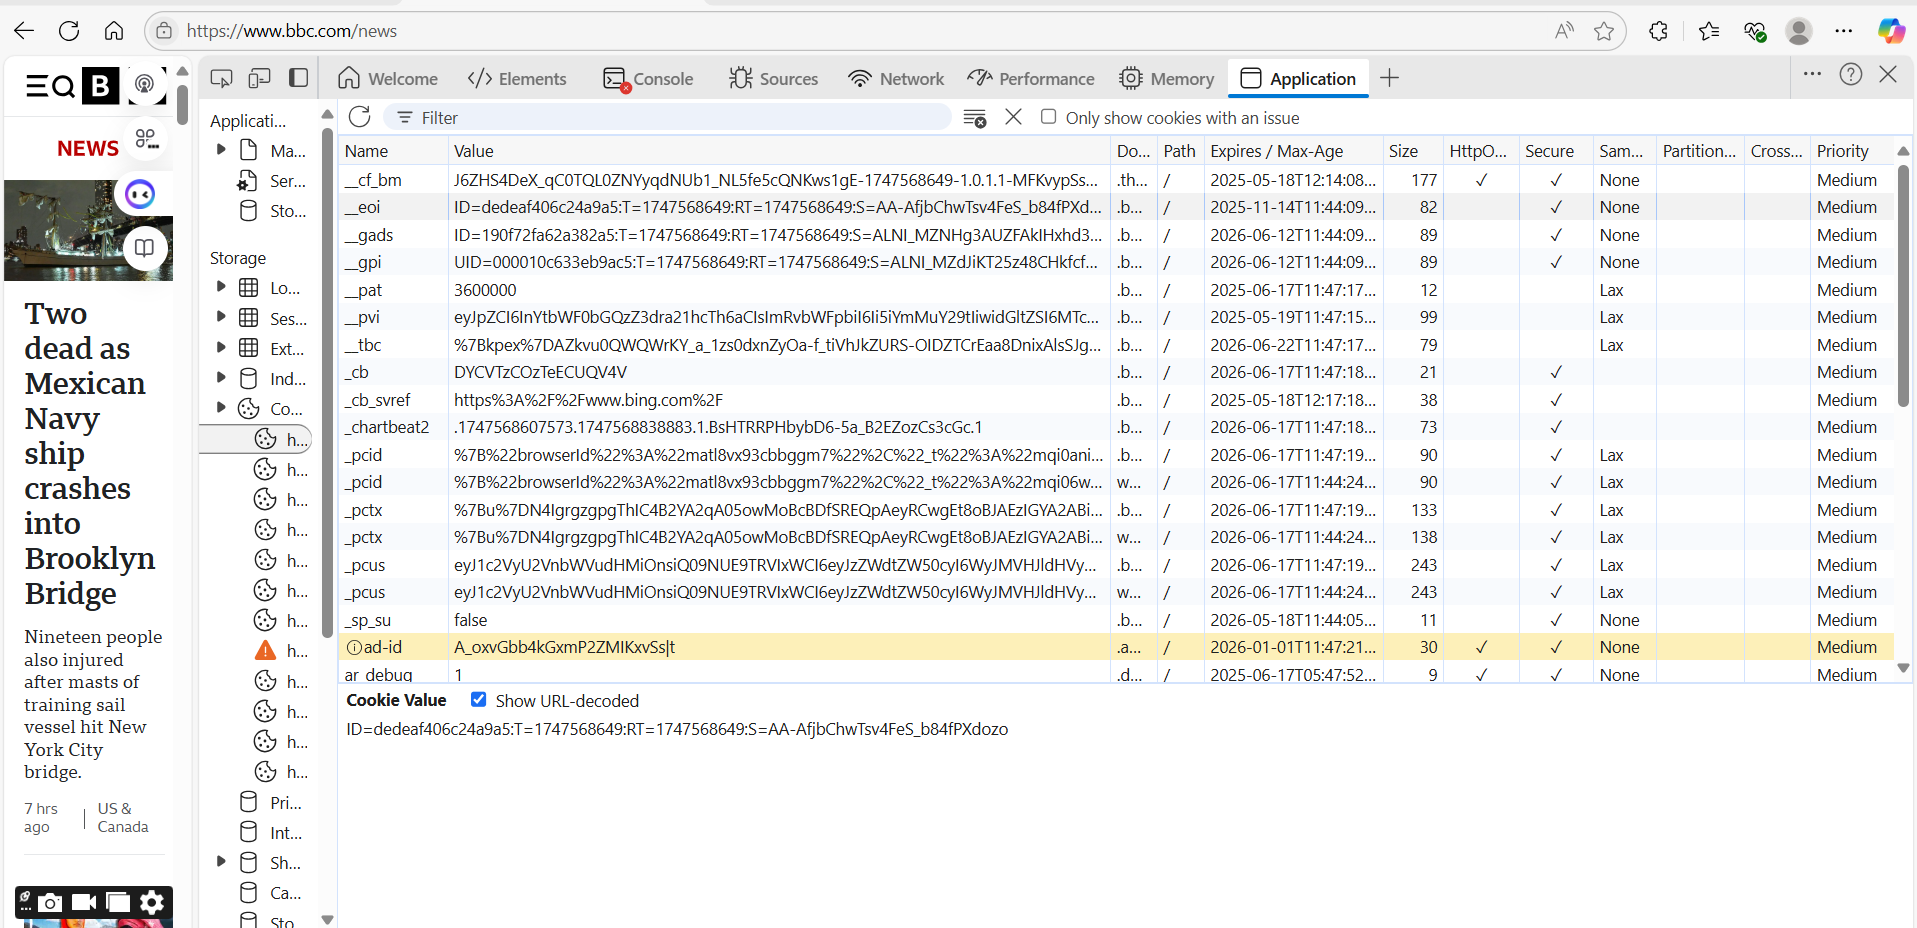 https://www.bbc.com/news
Welcome
Elements
Console
Sources
Network
Performance
Memory
Application
B
NEWS
Two
dead as
Mexican
Navy
ship
crashes
into
Brooklyn
Bridge
Nineteen people
also injured
after masts of
training sail
vessel hit New
York City
bridge.
7 hrs
ago
US &
Canada
Applicati...
Ma...
Ser...
Sto...
Storage
Lo...
Ses...
Ext...
Ind...
Co...
h...
h...
h...
h...
h...
h...
h...
h...
h...
h...
h...
h...
Pri...
Int...
Sh...
Ca...
Sto
Filter
Only show cookies with an issue
Name Value Do... Path Expires / Max-Age Size HttpO... Secure Sam... Partition... Cross... Priority
__cf_bm J6ZHS4DeX_qC0TQL0ZNYyqdNUb1_NL5fe5cQNKws1gE-1747568649-1.0.1.1-MFKvypSs... .th... / 2025-05-18T12:14:08... 177 ✓ ✓ None Medium
__eoi ID=dedeaf406c24a9a5:T=1747568649:RT=1747568649:S=AA-AfjbChwTsv4FeS_b84fPXd... .b... / 2025-11-14T11:44:09... 82 ✓ None Medium
__gads ID=190f72fa62a382a5:T=1747568649:RT=1747568649:S=ALNI_MZNHg3AUZFAkIHxhd3... .b... / 2026-06-12T11:44:09... 89 ✓ None Medium
__gpi UID=000010c633eb9ac5:T=1747568649:RT=1747568649:S=ALNI_MZdJiKT25z48CHkfcf... .b... / 2026-06-12T11:44:09... 89 ✓ None Medium
__pat 3600000 .b... / 2025-06-17T11:47:17... 12 Lax Medium
__pvi eyJpZCI6InYtbWF0bGQzZ3dra21hcTh6aCIsImRvbWFpbiI6Ii5iYmMuY29tIiwidGltZSI6MTc... .b... / 2025-05-19T11:47:15... 99 Lax Medium
__tbc %7Bkpex%7DAZkvu0QWQWrKY_a_1zs0dxnZyOa-f_tiVhJkZURS-OIDZTCrEaa8DnixAlsSJg... .b... / 2026-06-22T11:47:17... 79 Lax Medium
_cb DYCVTzCOzTeECUQV4V .b... / 2026-06-17T11:47:18... 21 ✓ Medium
_cb_svref https%3A%2F%2Fwww.bing.com%2F .b... / 2025-05-18T12:17:18... 38 ✓ Medium
_chartbeat2 .1747568607573.1747568838883.1.BsHTRRPHbybD6-5a_B2EZozCs3cGc.1 .b... / 2026-06-17T11:47:18... 73 ✓ Medium
_pcid %7B%22browserId%22%3A%22matl8vx93cbbggm7%22%2C%22_t%22%3A%22mqi0ani... .b... / 2026-06-17T11:47:19... 90 ✓ Lax Medium
_pcid %7B%22browserId%22%3A%22matl8vx93cbbggm7%22%2C%22_t%22%3A%22mqi06w... w... / 2026-06-17T11:44:24... 90 ✓ Lax Medium
_pctx %7Bu%7DN4IgrgzgpgThIC4B2YA2qA05owMoBcBDfSREQpAeyRCwgEt8oBJAEzIGYA2ABi... .b... / 2026-06-17T11:47:19... 133 ✓ Lax Medium
_pctx %7Bu%7DN4IgrgzgpgThIC4B2YA2qA05owMoBcBDfSREQpAeyRCwgEt8oBJAEzIGYA2ABi... w... / 2026-06-17T11:44:24... 138 ✓ Lax Medium
_pcus eyJ1c2VyU2VnbWVudHMiOnsiQ09NUE9TRVIxWCI6eyJzZWdtZW50cyI6WyJMVHJldHVy... .b... / 2026-06-17T11:47:19... 243 ✓ Lax Medium
_pcus eyJ1c2VyU2VnbWVudHMiOnsiQ09NUE9TRVIxWCI6eyJzZWdtZW50cyI6WyJMVHJldHVy... w... / 2026-06-17T11:44:24... 243 ✓ Lax Medium
_sp_su false .b... / 2026-05-18T11:44:05... 11 ✓ None Medium
ad-id A_oxvGbb4kGxmP2ZMIKxvSs|t .a... / 2026-01-01T11:47:21... 30 ✓ ✓ None Medium
ar_debug 1 .d... / 2025-06-17T05:47:52... 9 ✓ ✓ None Medium
Cookie Value Show URL-decoded
ID=dedeaf406c24a9a5:T=1747568649:RT=1747568649:S=AA-AfjbChwTsv4FeS_b84fPXdozo